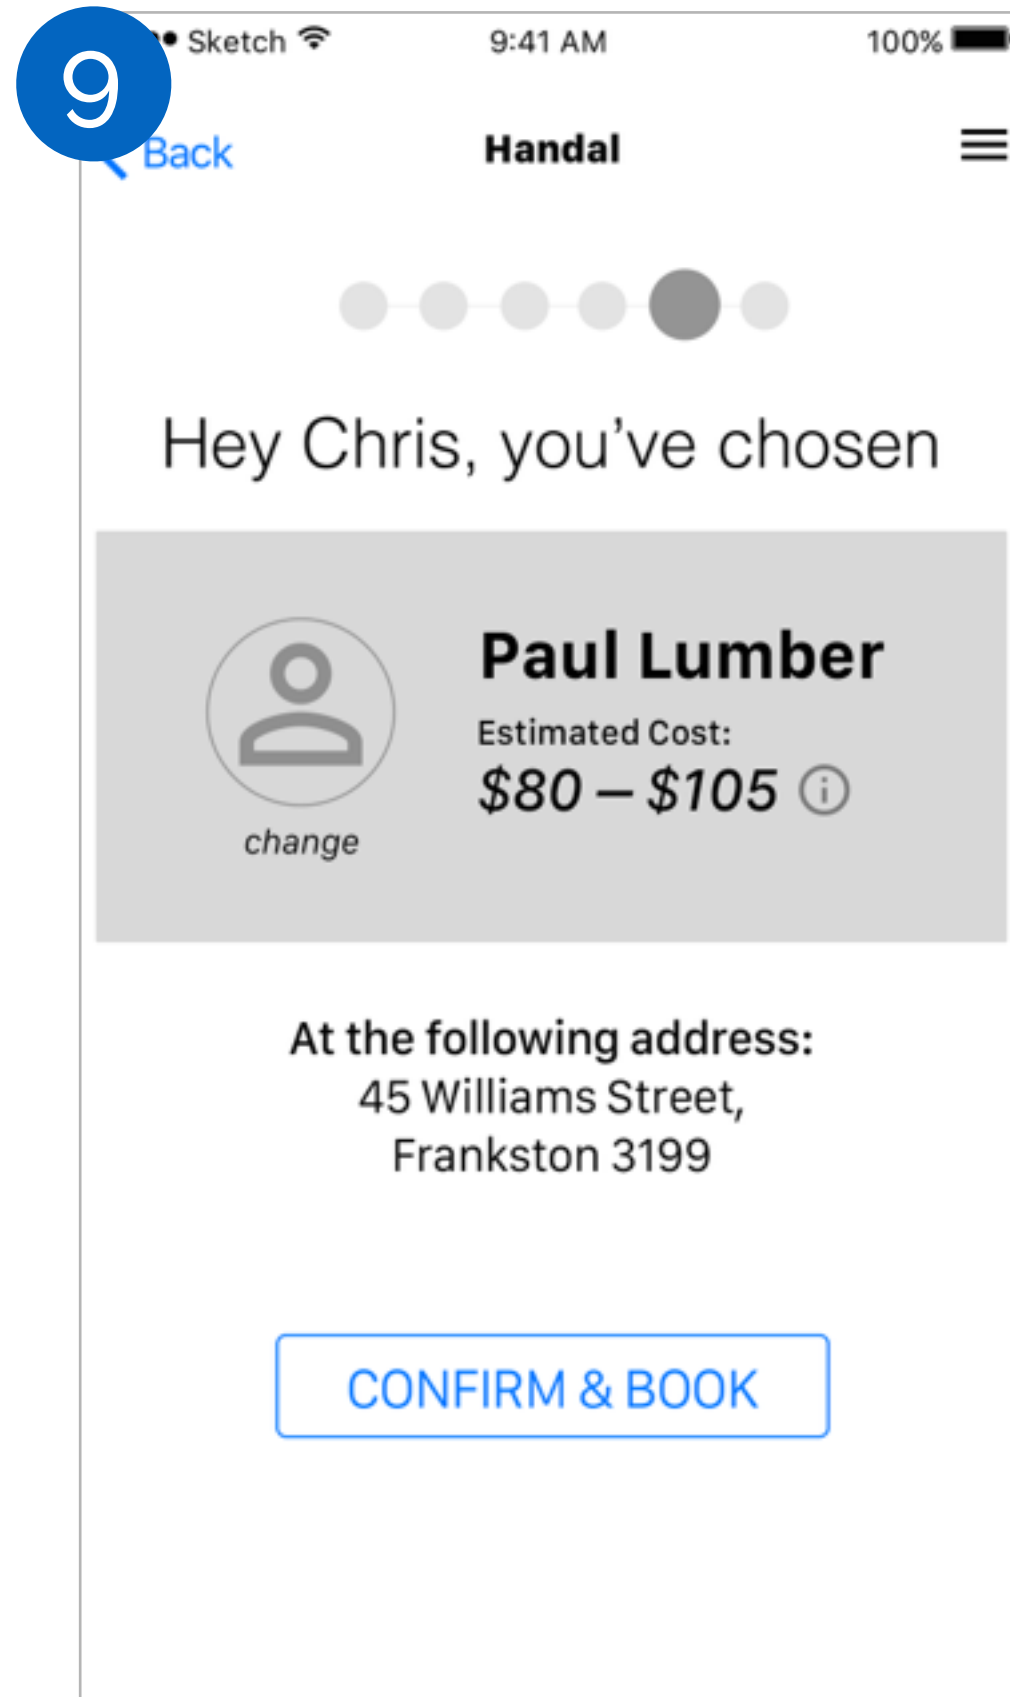 9
Sketch 9:41 AM 100%
Back Handal
Hey Chris, you've chosen
Paul Lumber
Estimated Cost:
$80 – $105 i
change
At the following address:
45 Williams Street,
Frankston 3199
CONFIRM & BOOK